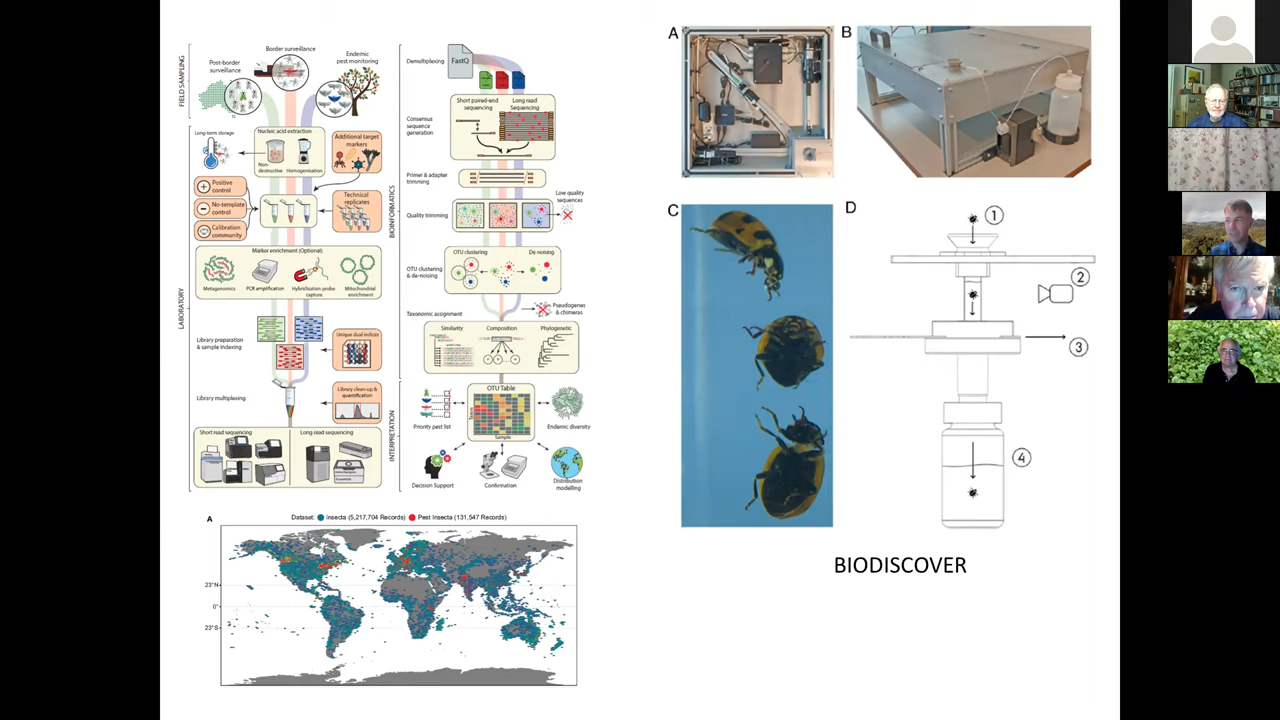 FIELD SAMPLING
Border surveillance
Post-border
surveillance
Endemic
pest monitoring
LABORATORY
Long-term storage
Nucleic acid extraction
Non-
destructive
Homogenisation
Additional target
markers
Positive
control
No-template
control
Calibration
community
Technical
replicates
Marker enrichment (Optional)
Metagenomics
PCR amplification
Hybridisation probe
capture
Mitochondrial
enrichment
Library preparation
& sample indexing
Unique dual indices
Library multiplexing
Library clean-up &
quantification
Short read sequencing
Long read sequencing
BIOINFORMATICS
Demultiplexing
FastQ
Consensus
sequence
generation
Short paired-end
sequencing
Long read
Sequencing
Primer & adapter
trimming
Quality trimming
Low quality
sequences
OTU clustering
& de-noising
OTU clustering
De-noising
Pseudogenes
& chimeras
Taxonomic assignment
Similarity
Composition
Phylogenetic
INTERPRETATION
OTU Table
Taxon
Sample
Priority pest list
Endemic diversity
Decision Support
Confirmation
Distribution
modelling
A
Dataset: Insecta (5,217,704 Records) Pest Insecta (131,547 Records)
23°N
0°
23°S
A
B
C
D
1
2
3
4
BIODISCOVER